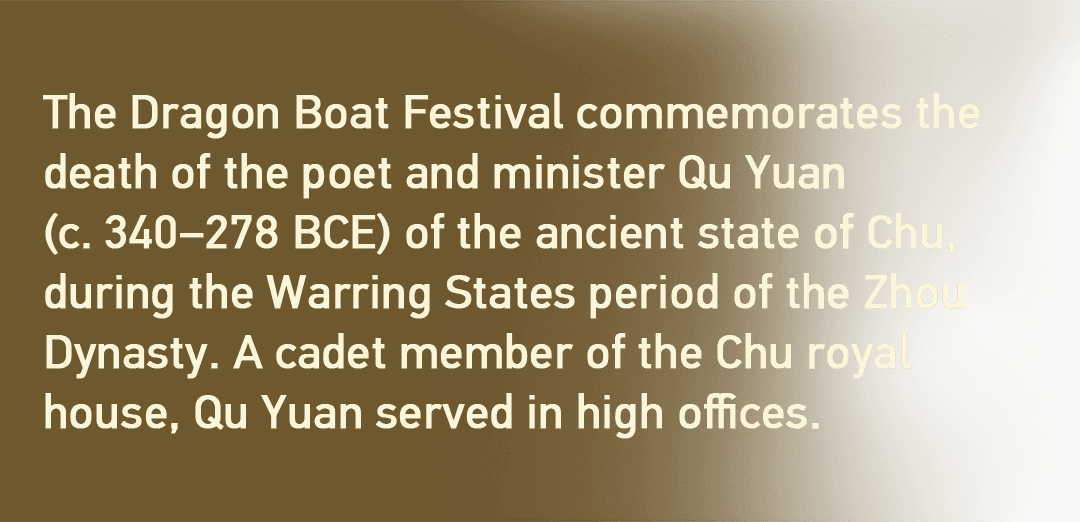 The Dragon Boat Festival commemorates the
death of the poet and minister Qu Yuan
(c. 340–278 BCE) of the ancient state of Chu,
during the Warring States period of the Zhou
Dynasty. A cadet member of the Chu royal
house, Qu Yuan served in high offices.